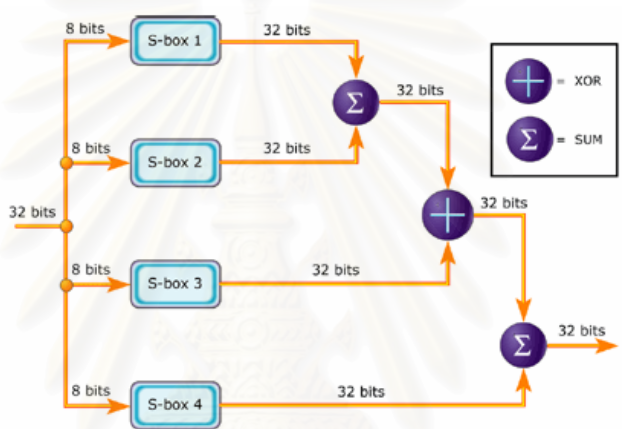 8 bits
S-box 1
32 bits
Σ
32 bits
= XOR
8 bits
S-box 2
32 bits
Σ = SUM
32 bits
32 bits
8 bits
S-box 3
32 bits
Σ
32 bits
8 bits
S-box 4
32 bits